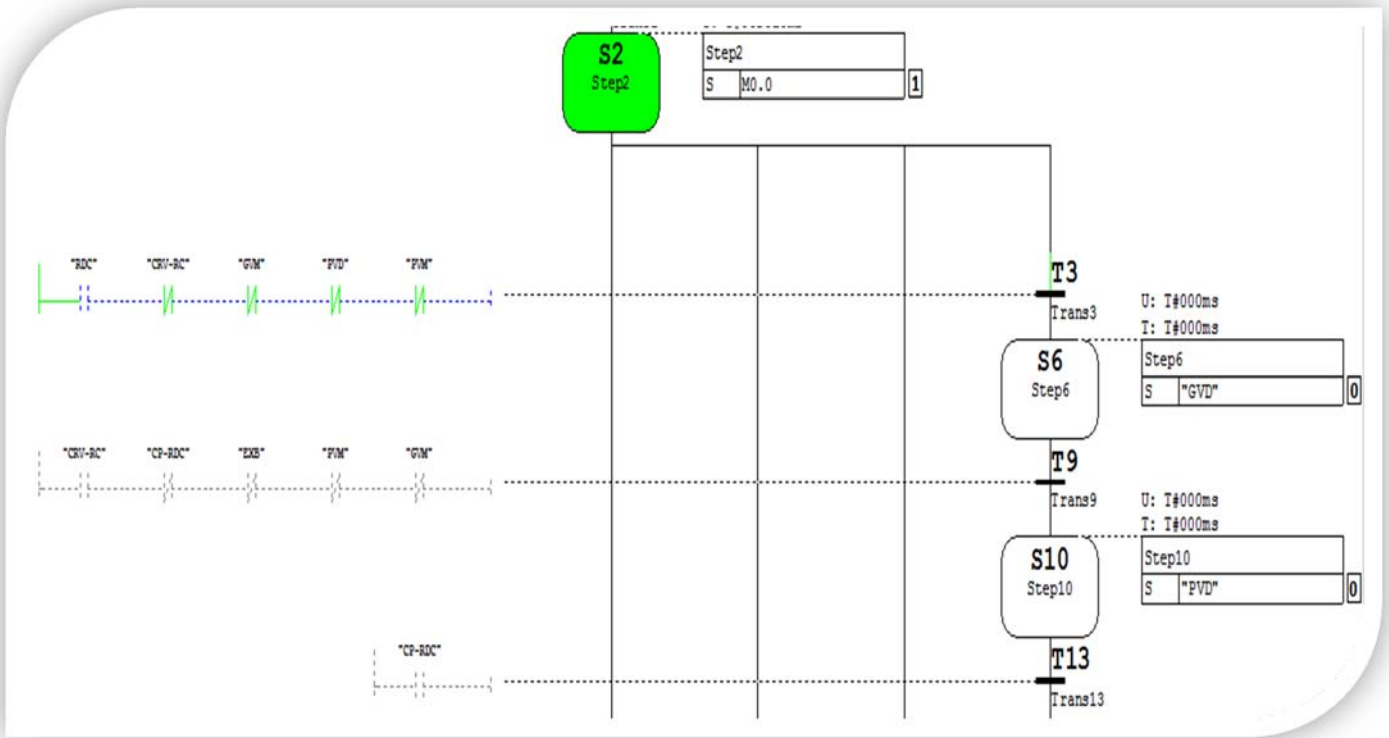 S2
Step2
Step2
S M0.0 1
"RDC" "CRV-RC" "GVM" "PVD" "PVM"
T3
Trans3
U: T#000ms
T: T#000ms
S6
Step6
Step6
S "GVD" 0
"CRV-RC" "CP-RDC" "EXB" "PVM" "GVM"
T9
Trans9
U: T#000ms
T: T#000ms
S10
Step10
Step10
S "PVD" 0
"CP-RDC"
T13
Trans13